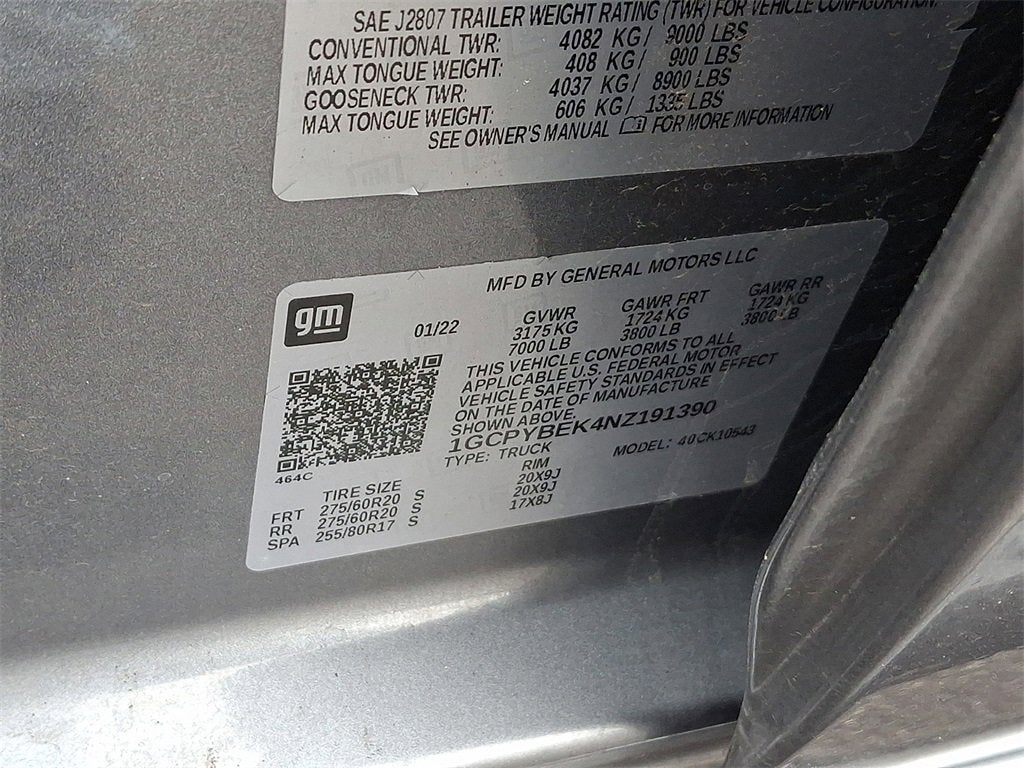 SAE J2807 TRAILER WEIGHT RATING (TWR) FOR VEHICLE CONFIGURATION.
CONVENTIONAL TWR: 4082 KG/ 9000 LBS
MAX TONGUE WEIGHT: 408 KG/ 900 LBS
GOOSENECK TWR: 4037 KG/ 8900 LBS
MAX TONGUE WEIGHT: 606 KG/ 1335 LBS
SEE OWNER'S MANUAL FOR MORE INFORMATION
MFD BY GENERAL MOTORS LLC
gm
01/22
GVWR GAWR FRT GAWR RR
3175 KG 1724 KG 1724 KG
7000 LB 3800 LB 3800 LB
THIS VEHICLE CONFORMS TO ALL
APPLICABLE U.S. FEDERAL MOTOR
VEHICLE SAFETY STANDARDS IN EFFECT
ON THE DATE OF MANUFACTURE
SHOWN ABOVE.
1GCPYBEK4NZ191390
TYPE: TRUCK MODEL: 40CK10543
464C
TIRE SIZE RIM
FRT 275/60R20 S 20X9J
RR 275/60R20 S 20X9J
SPA 255/80R17 S 17X8J